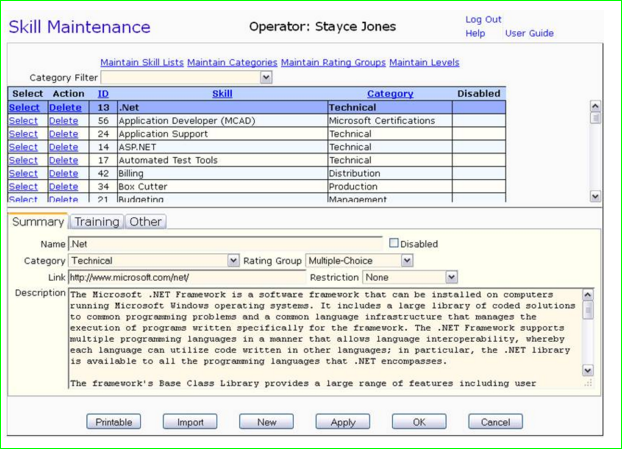 Skill Maintenance
Operator: Stayce Jones
Log Out
Help User Guide
Maintain Skill Lists Maintain Categories Maintain Rating Groups Maintain Levels
Category Filter
Select Action ID Skill Category Disabled
Select Delete 13 .Net Technical
Select Delete 56 Application Developer (MCAD) Microsoft Certifications
Select Delete 24 Application Support Technical
Select Delete 14 ASP.NET Technical
Select Delete 17 Automated Test Tools Technical
Select Delete 42 Billing Distribution
Select Delete 34 Box Cutter Production
Select Delete 21 Budgeting Management
Summary Training Other
Name .Net Disabled
Category Technical Rating Group Multiple-Choice
Link http://www.microsoft.com/net/ Restriction None
Description The Microsoft .NET Framework is a software framework that can be installed on computers
running Microsoft Windows operating systems. It includes a large library of coded solutions
to common programming problems and a common language infrastructure that manages the
execution of programs written specifically for the framework. The .NET Framework supports
multiple programming languages in a manner that allows language interoperability, whereby
each language can utilize code written in other languages; in particular, the .NET library
is available to all the programming languages that .NET encompasses.
The framework's Base Class Library provides a large range of features including user
Printable Import New Apply OK Cancel